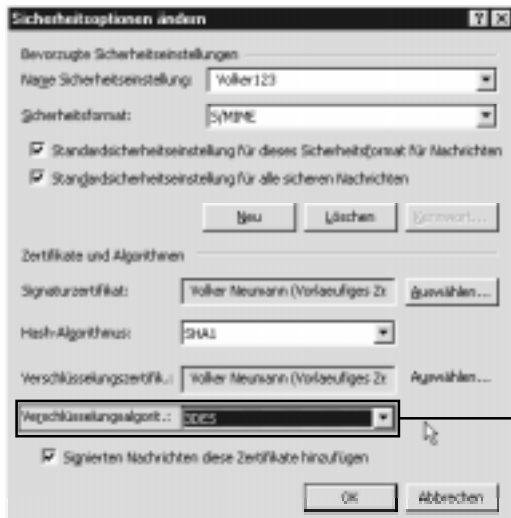 Sicherheitsoptionen ändern
Bevorzugte Sicherheitseinstellungen
Name Sicherheitseinstellung: Volker123
Sicherheitsformat: S/MIME
Standardsicherheitseinstellung für dieses Sicherheitsformat für Nachrichten
Standardsicherheitseinstellung für alle sicheren Nachrichten
Neu Löschen Kennwort...
Zertifikate und Algorithmen
Signaturzertifikat: Volker Neumann (Vorlaeufiges Ze Auswählen...
Hash-Algorithmus: SHA1
Verschlüsselungszertifik.: Volker Neumann (Vorlaeufiges Ze Auswählen...
Verschlüsselungsalgorit.: 3DES
Signierten Nachrichten diese Zertifikate hinzufügen
OK Abbrechen